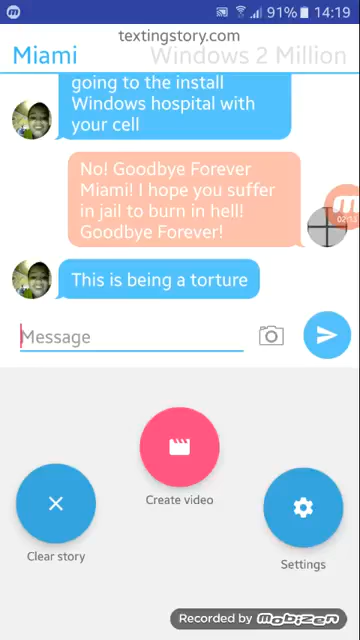 91% 14:19
textingstory.com
Miami Windows 2 Million
going to the install
Windows hospital with
your cell
No! Goodbye Forever
Miami! I hope you suffer
in jail to burn in hell!
Goodbye Forever!
This is being a torture
Message
Create video
Clear story
Settings
Recorded by Mobizen